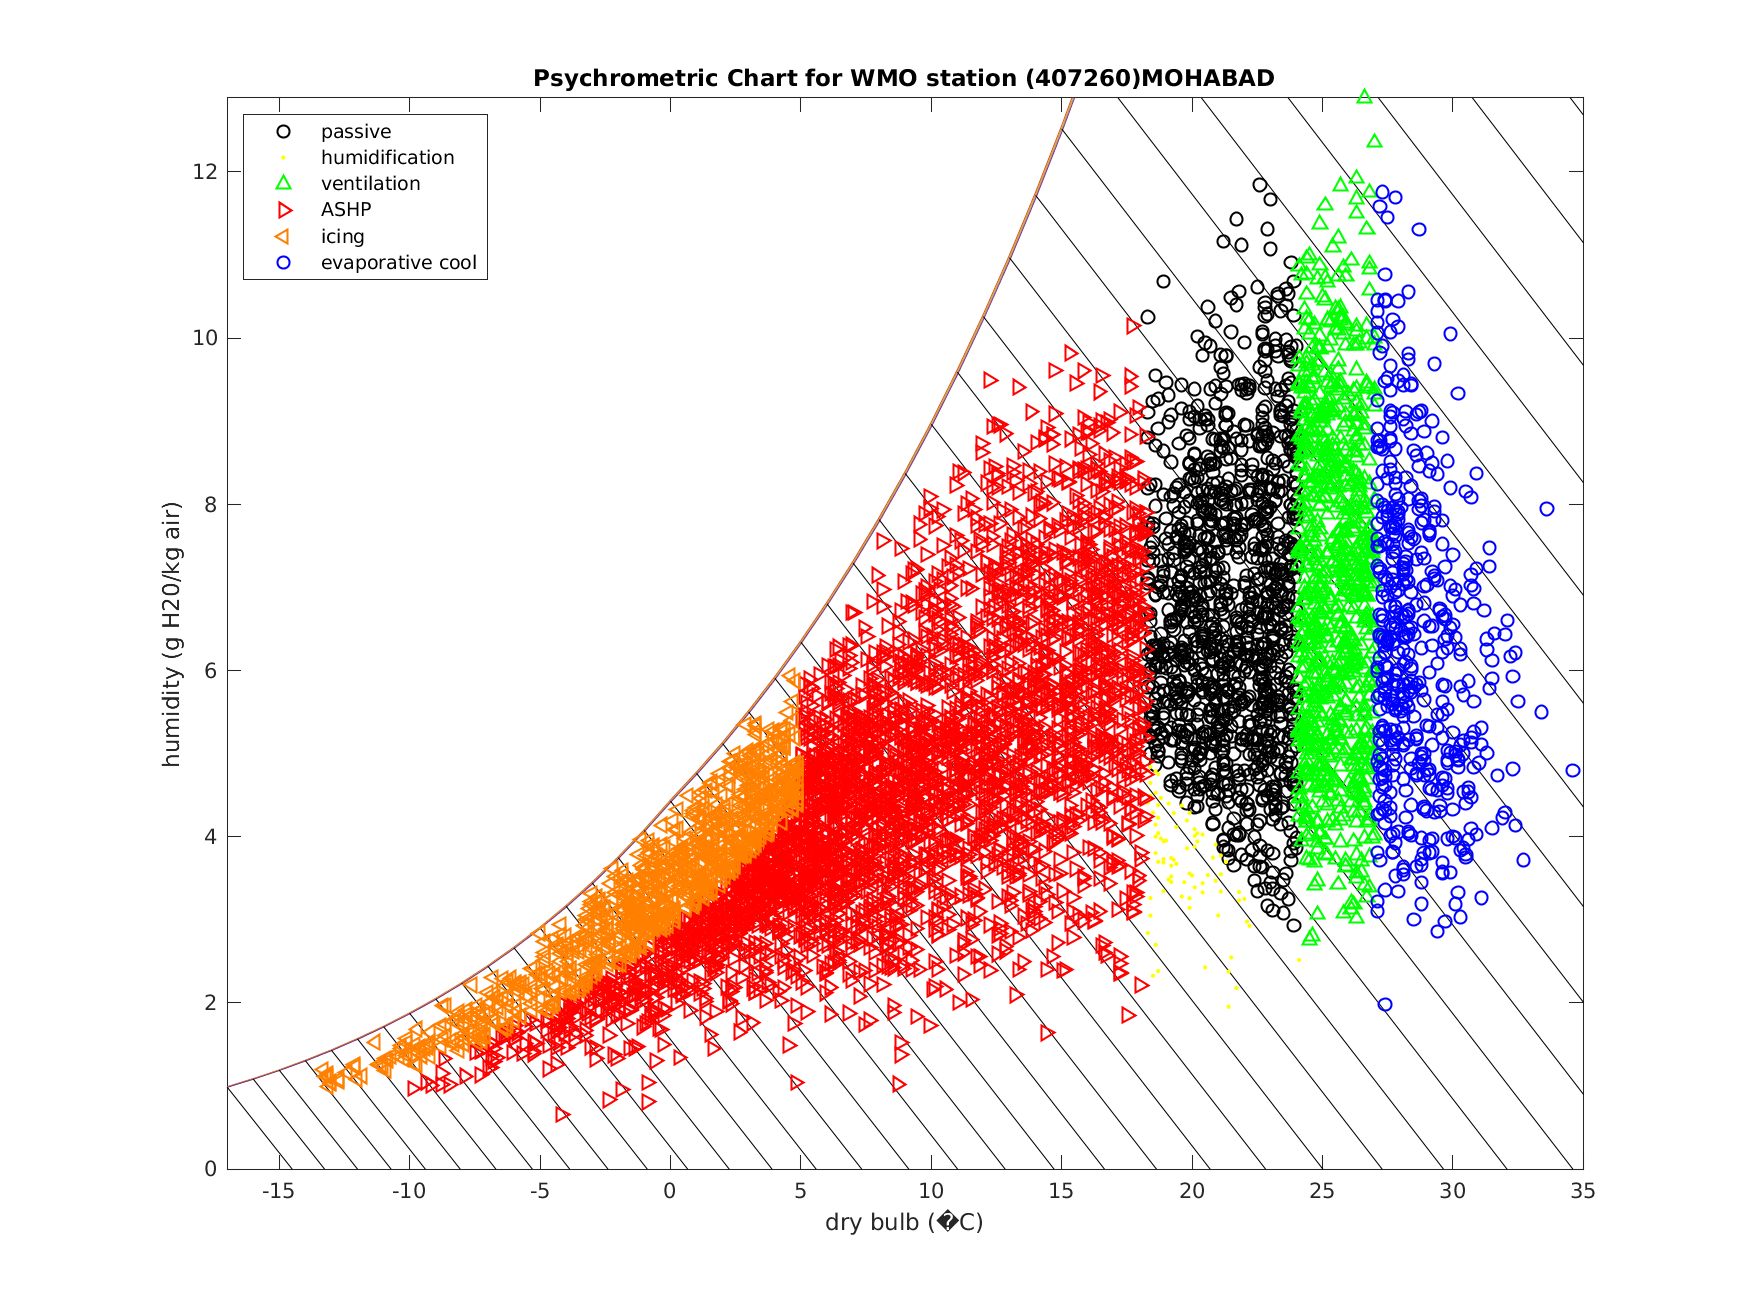 Psychrometric Chart for WMO station (407260)MOHABAD
passive
humidification
ventilation
ASHP
icing
evaporative cool
humidity (g H20/kg air)
12
10
8
6
4
2
0
-15 -10 -5 0 5 10 15 20 25 30 35
dry bulb (�C)